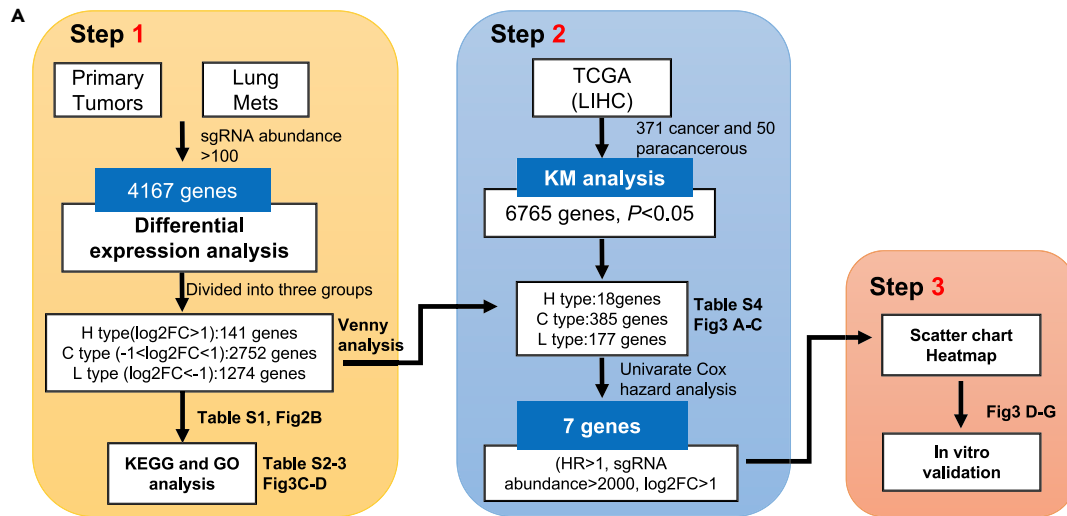 A
Step 1
Primary
Tumors
Lung
Mets
sgRNA abundance
>100
4167 genes
Differential
expression analysis
Divided into three groups
H type(log2FC>1):141 genes
C type (-1<log2FC<1):2752 genes
L type (log2FC<-1):1274 genes
Venny
analysis
Table S1, Fig2B
KEGG and GO
analysis
Table S2-3
Fig3C-D
Step 2
TCGA
(LIHC)
371 cancer and 50
paracancerous
KM analysis
6765 genes, P<0.05
H type:18genes
C type:385 genes
L type:177 genes
Table S4
Fig3 A-C
Univarate Cox
hazard analysis
7 genes
(HR>1, sgRNA
abundance>2000, log2FC>1)
Step 3
Scatter chart
Heatmap
Fig3 D-G
In vitro
validation